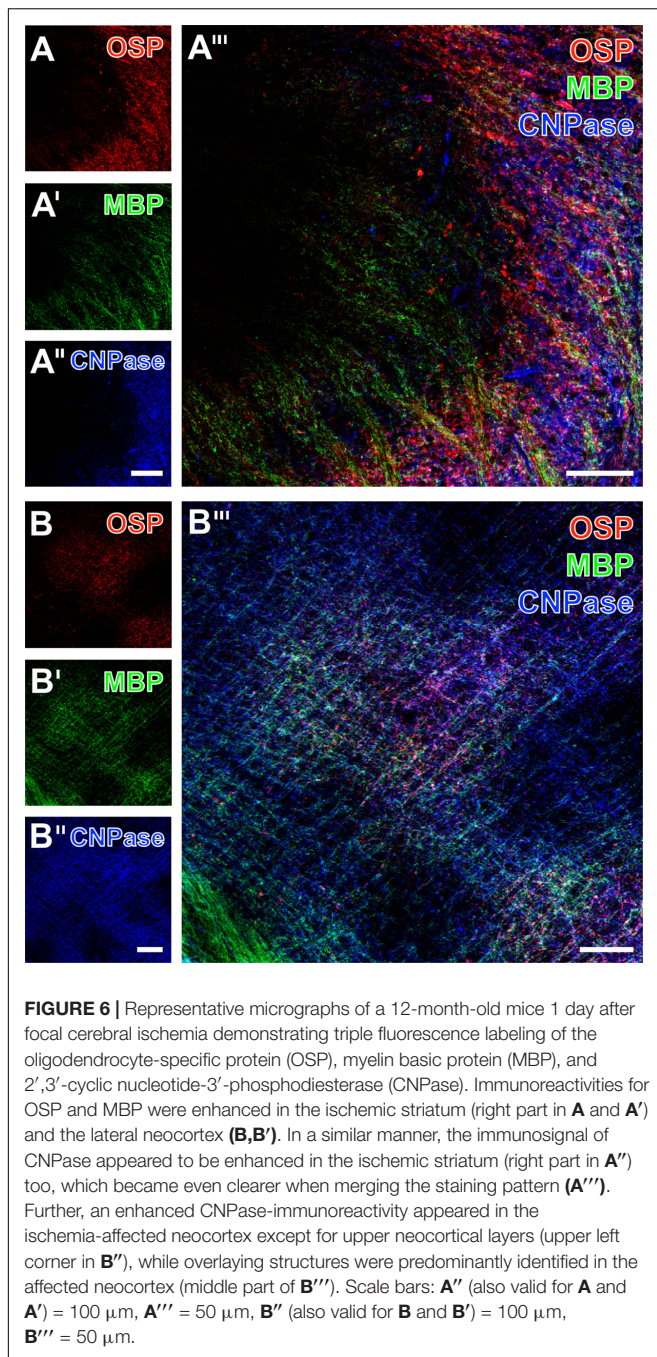 A
OSP
A'
MBP
A''
CNPase
A'''
OSP
MBP
CNPase
B
OSP
B'
MBP
B''
CNPase
B'''
OSP
MBP
CNPase
FIGURE 6 | Representative micrographs of a 12-month-old mice 1 day after
focal cerebral ischemia demonstrating triple fluorescence labeling of the
oligodendrocyte-specific protein (OSP), myelin basic protein (MBP), and
2′,3′-cyclic nucleotide-3′-phosphodiesterase (CNPase). Immunoreactivities for
OSP and MBP were enhanced in the ischemic striatum (right part in A and A′)
and the lateral neocortex (B,B′). In a similar manner, the immunosignal of
CNPase appeared to be enhanced in the ischemic striatum (right part in A′′)
too, which became even clearer when merging the staining pattern (A′′′).
Further, an enhanced CNPase-immunoreactivity appeared in the
ischemia-affected neocortex except for upper neocortical layers (upper left
corner in B′′), while overlaying structures were predominantly identified in the
affected neocortex (middle part of B′′′). Scale bars: A′′ (also valid for A and
A′) = 100 μm, A′′′ = 50 μm, B′′ (also valid for B and B′) = 100 μm,
B′′′ = 50 μm.